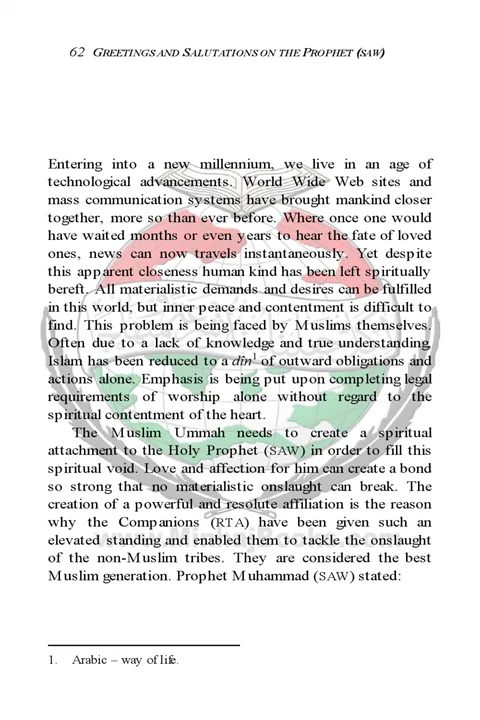 62 GREETINGS AND SALUTATIONS ON THE PROPHET (SAW)
Entering into a new millennium, we live in an age of
technological advancements. World Wide Web sites and
mass communication systems have brought mankind closer
together, more so than ever before. Where once one would
have waited months or even years to hear the fate of loved
ones, news can now travels instantaneously. Yet despite
this apparent closeness human kind has been left spiritually
bereft. All materialistic demands and desires can be fulfilled
in this world, but inner peace and contentment is difficult to
find. This problem is being faced by Muslims themselves.
Often due to a lack of knowledge and true understanding,
Islam has been reduced to a dīn¹ of outward obligations and
actions alone. Emphasis is being put upon completing legal
requirements of worship alone without regard to the
spiritual contentment of the heart.
The Muslim Ummah needs to create a spiritual
attachment to the Holy Prophet (SAW) in order to fill this
spiritual void. Love and affection for him can create a bond
so strong that no materialistic onslaught can break. The
creation of a powerful and resolute affiliation is the reason
why the Companions (RTA) have been given such an
elevated standing and enabled them to tackle the onslaught
of the non-Muslim tribes. They are considered the best
Muslim generation. Prophet Muhammad (SAW) stated:
1. Arabic – way of life.